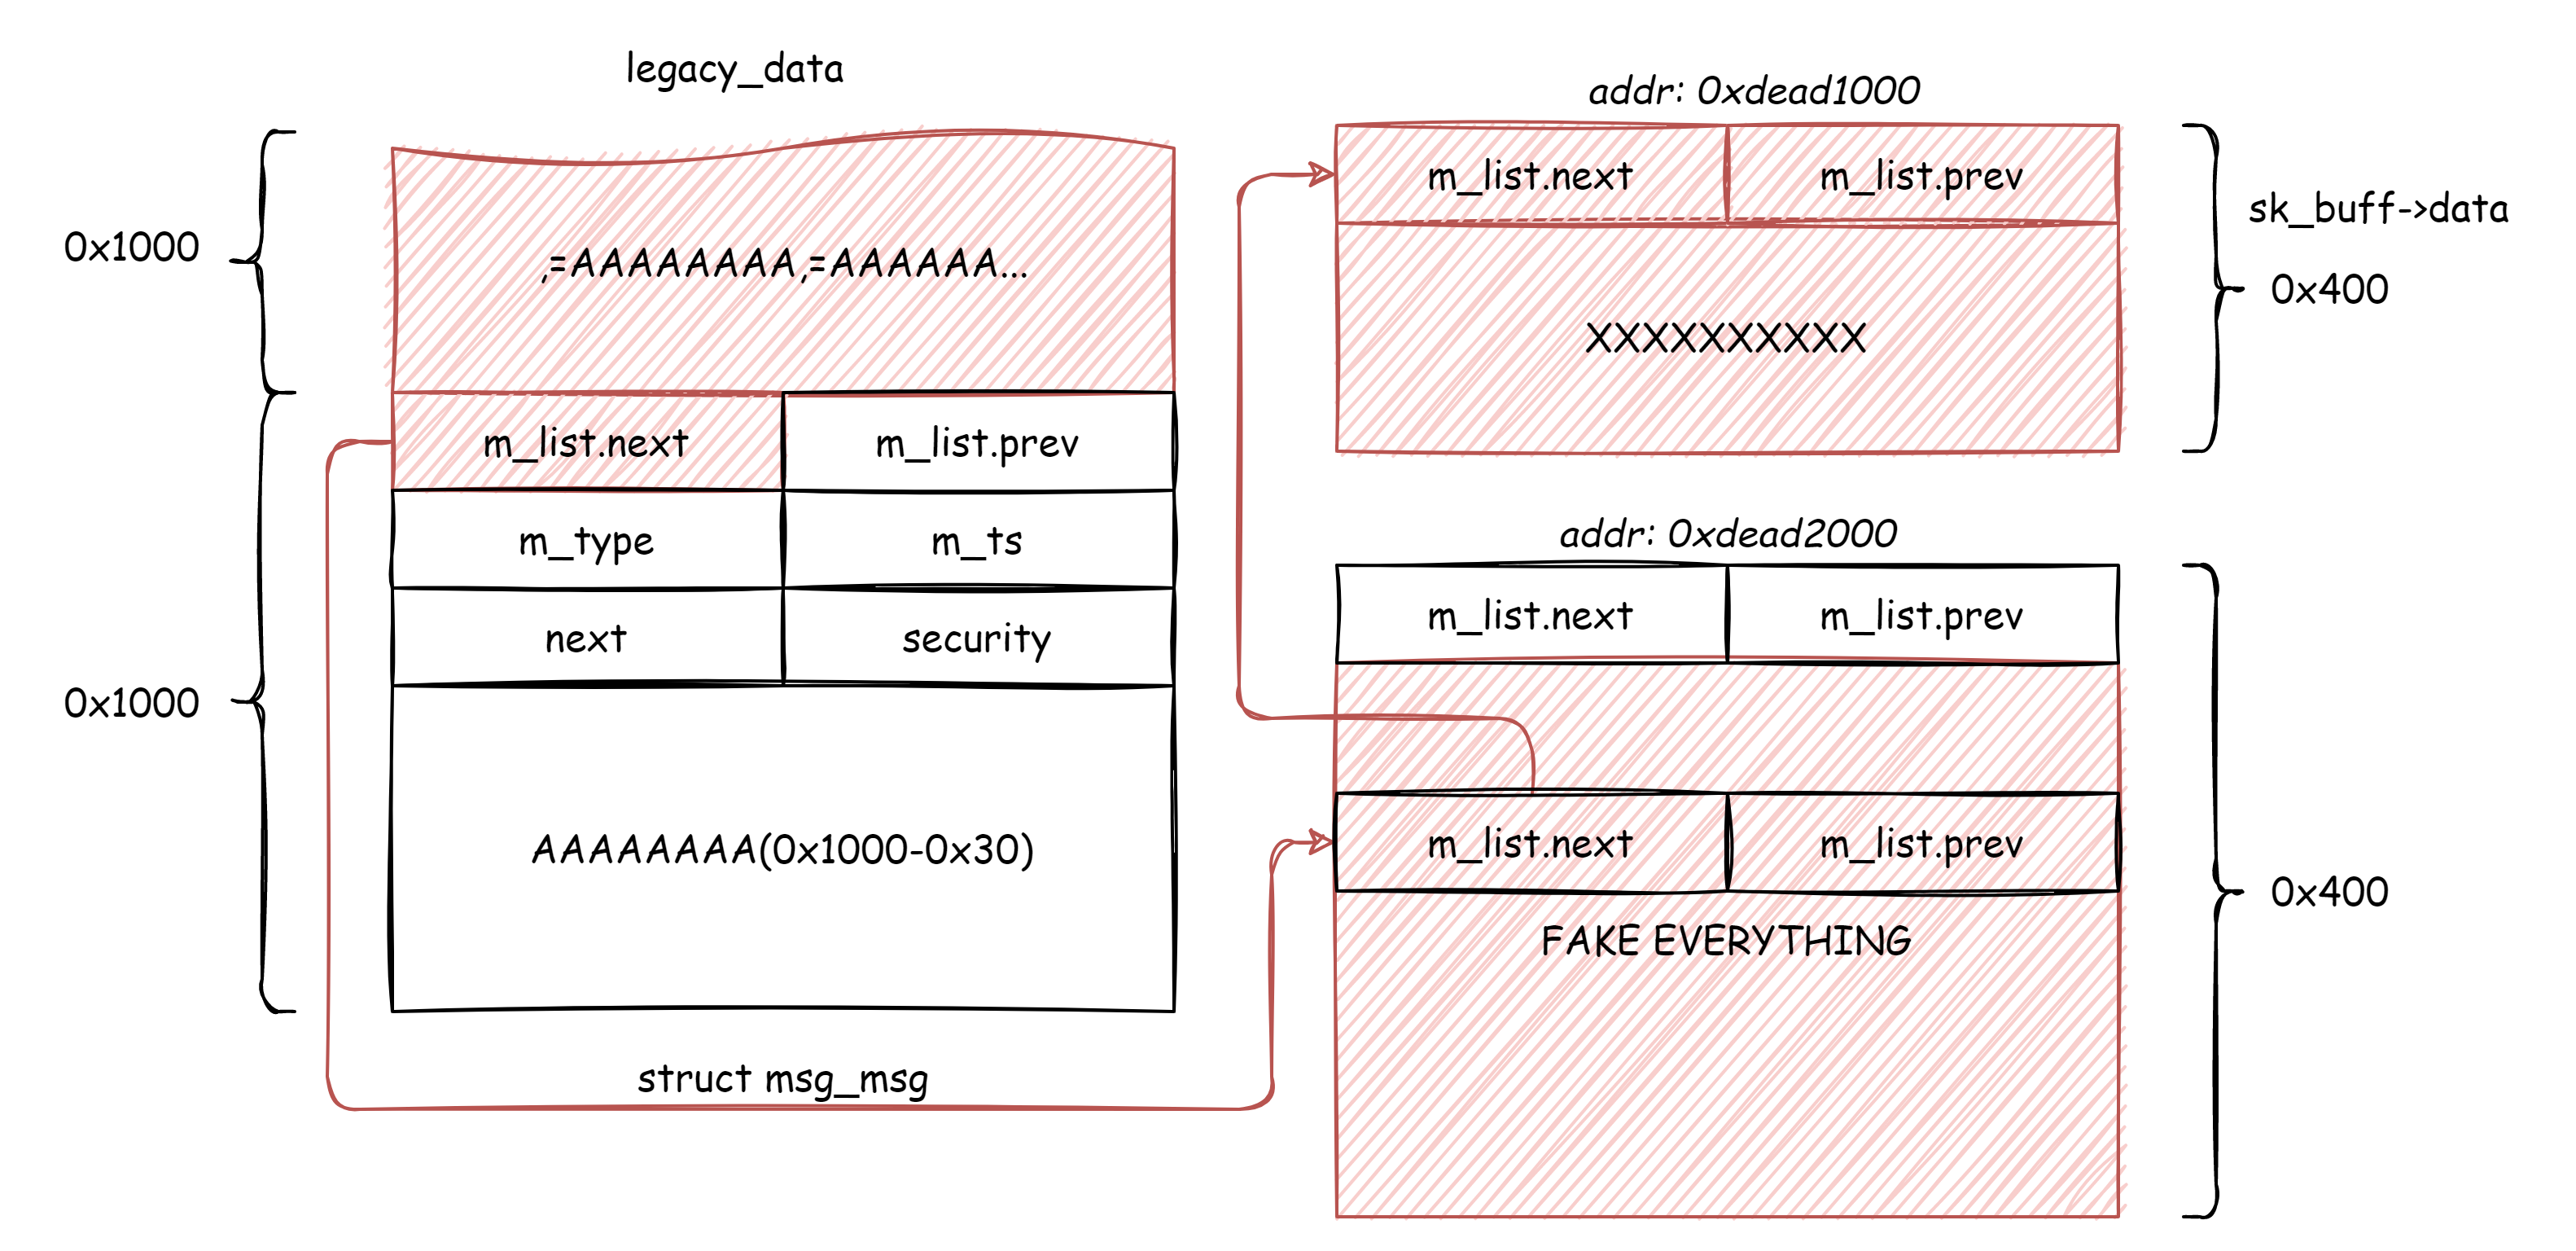 legacy_data
0x1000
,=AAAAAAAA,=AAAAAA...
m_list.next
m_list.prev
m_type
m_ts
next
security
0x1000
AAAAAAAA(0x1000-0x30)
struct msg_msg
addr: 0xdead1000
m_list.next
m_list.prev
sk_buff->data
0x400
XXXXXXXXXX
addr: 0xdead2000
m_list.next
m_list.prev
m_list.next
m_list.prev
0x400
FAKE EVERYTHING